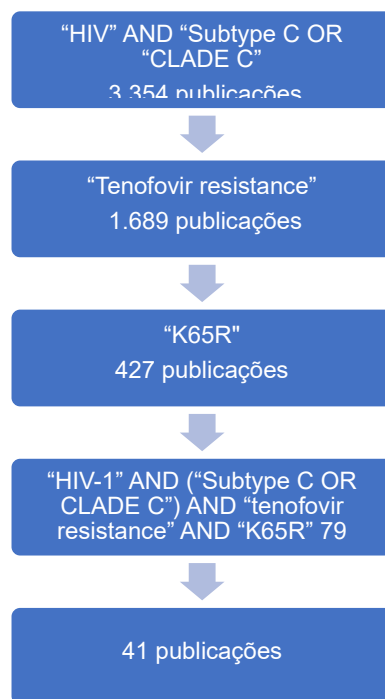 “HIV” AND “Subtype C OR
“CLADE C”
3.354 publicações
“Tenofovir resistance”
1.689 publicações
“K65R"
427 publicações
“HIV-1” AND (“Subtype C OR
CLADE C”) AND “tenofovir
resistance” AND “K65R” 79
41 publicações